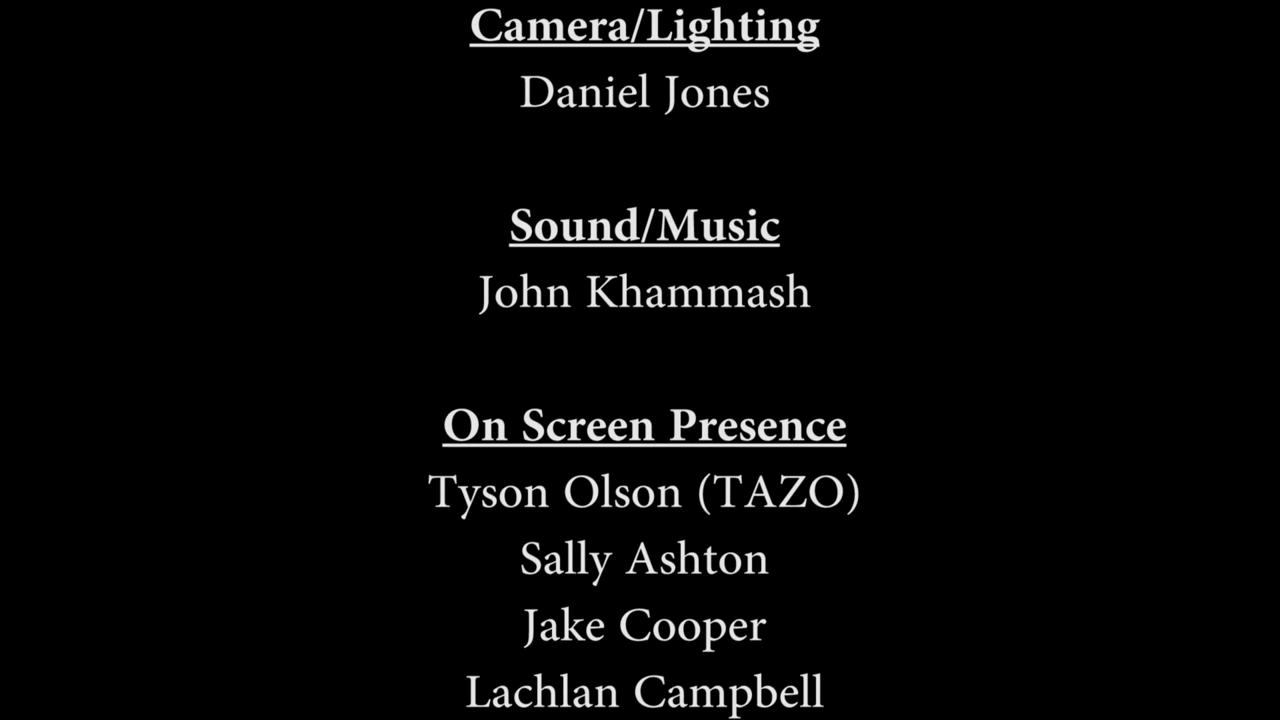 Camera/Lighting
Daniel Jones
Sound/Music
John Khammash
On Screen Presence
Tyson Olson (TAZO)
Sally Ashton
Jake Cooper
Lachlan Campbell